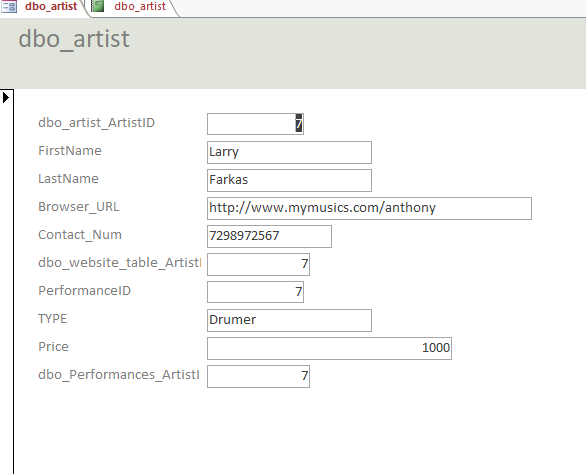 dbo_artist dbo_artist
dbo_artist
dbo_artist_ArtistID 7
FirstName Larry
LastName Farkas
Browser_URL http://www.mymusics.com/anthony
Contact_Num 7298972567
dbo_website_table_ArtistI 7
PerformanceID 7
TYPE Drumer
Price 1000
dbo_Performances_ArtistI 7